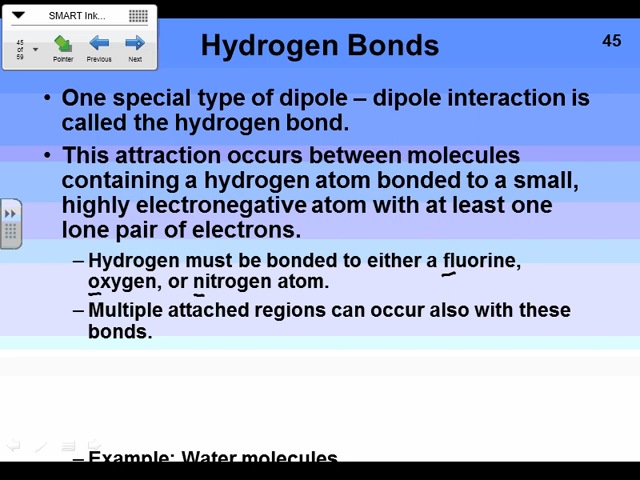 SMART Ink...
45
of
59
Pointer
Previous
Next
Hydrogen Bonds
45
• One special type of dipole – dipole interaction is
called the hydrogen bond.
• This attraction occurs between molecules
containing a hydrogen atom bonded to a small,
highly electronegative atom with at least one
lone pair of electrons.
– Hydrogen must be bonded to either a fluorine,
oxygen, or nitrogen atom.
– Multiple attached regions can occur also with these
bonds.
– Example: Water molecules